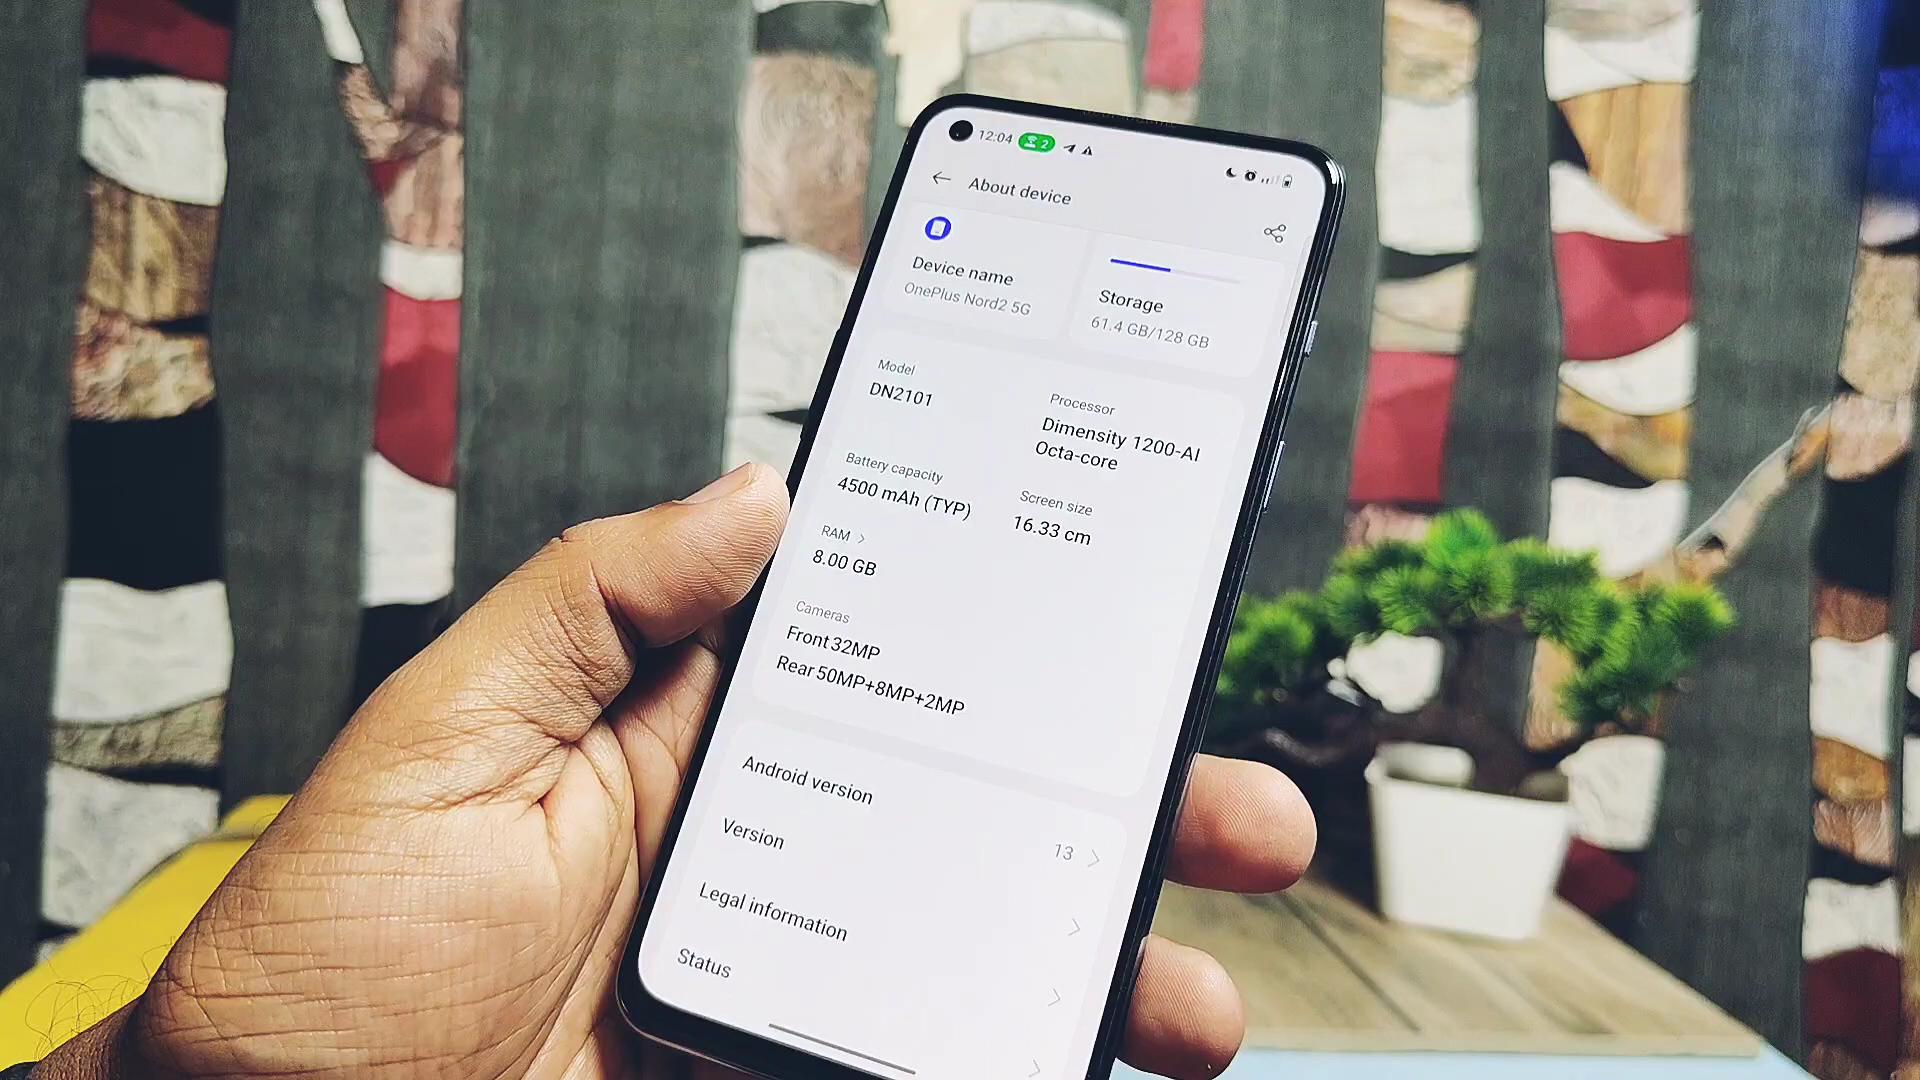 12:04 2
About device
Device name
OnePlus Nord2 5G
Storage
61.4 GB/128 GB
Model
DN2101
Processor
Dimensity 1200-AI
Octa-core
Battery capacity
4500 mAh (TYP)
Screen size
16.33 cm
RAM >
8.00 GB
Cameras
Front 32MP
Rear 50MP+8MP+2MP
Android version
13
Version
Legal information
Status